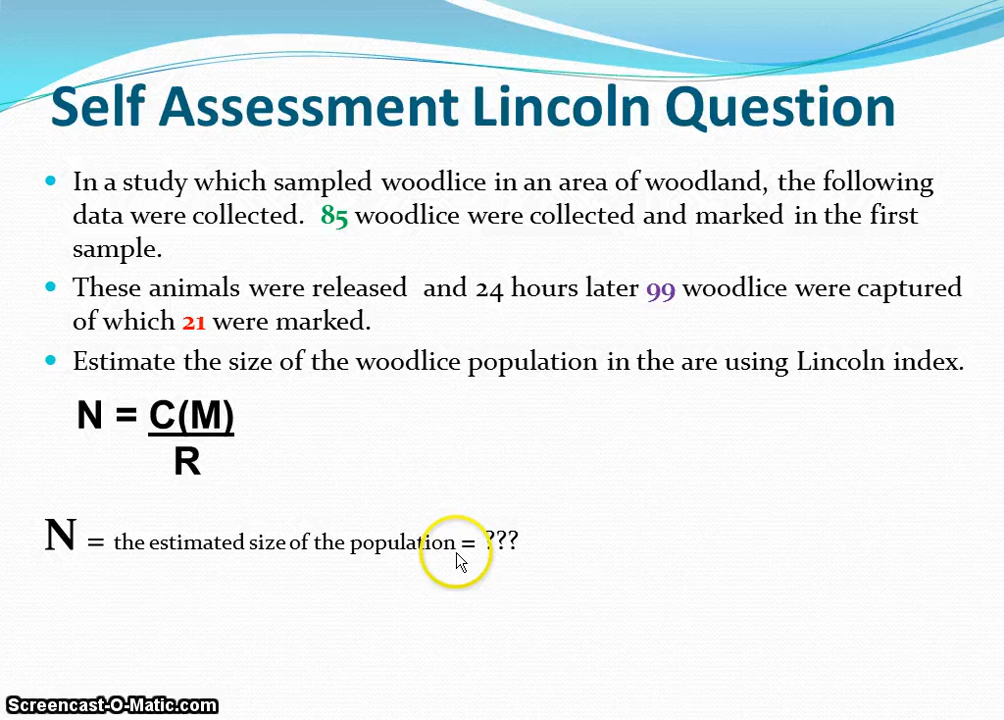 Self Assessment Lincoln Question
• In a study which sampled woodlice in an area of woodland, the following
data were collected. 85 woodlice were collected and marked in the first
sample.
• These animals were released and 24 hours later 99 woodlice were captured
of which 21 were marked.
• Estimate the size of the woodlice population in the are using Lincoln index.
N = C(M)
R
N = the estimated size of the population = ???
Screencast-O-Matic.com